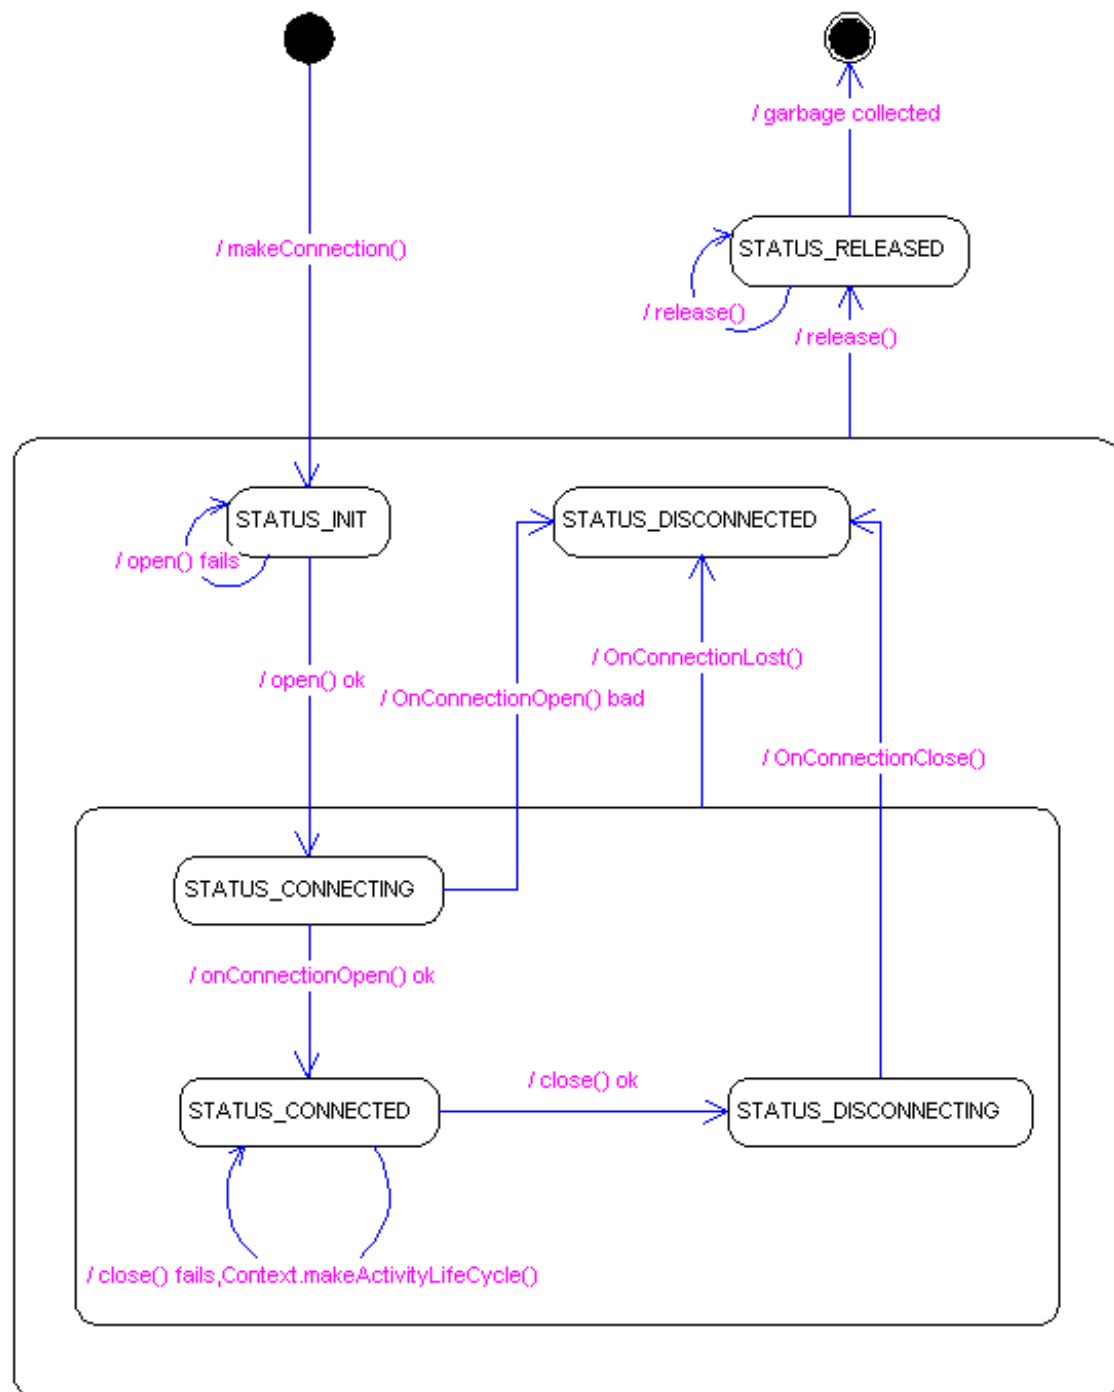 / garbage collected
/ makeConnection()
STATUS_RELEASED
/ release()
/ release()
STATUS_INIT
STATUS_DISCONNECTED
/ open() fails
/ OnConnectionLost()
/ open() ok
/ OnConnectionOpen() bad
/ OnConnectionClose()
STATUS_CONNECTING
/ onConnectionOpen() ok
/ close() ok
STATUS_CONNECTED
STATUS_DISCONNECTING
/ close() fails,Context.makeActivityLifeCycle()